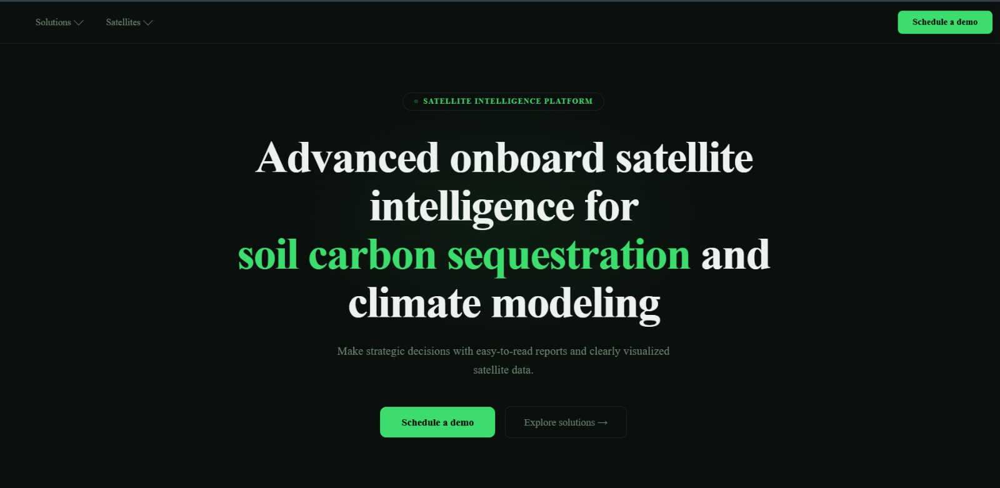 Solutions
Satellites
Schedule a demo
SATELLITE INTELLIGENCE PLATFORM
Advanced onboard satellite
intelligence for
soil carbon sequestration and
climate modeling
Make strategic decisions with easy-to-read reports and clearly visualized
satellite data.
Schedule a demo
Explore solutions →